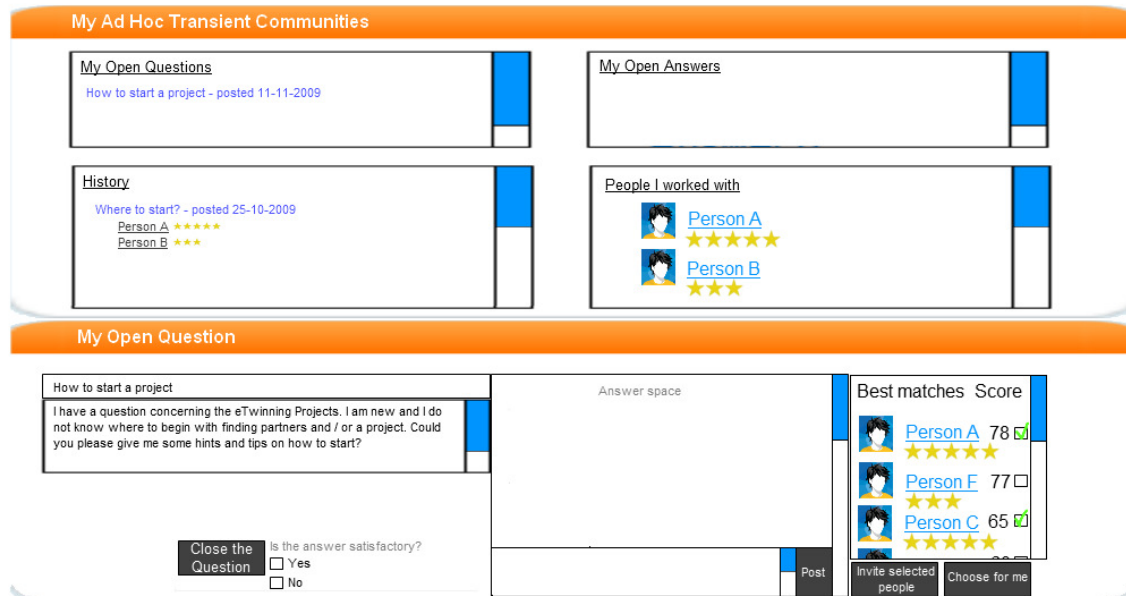 My Ad Hoc Transient Communities
My Open Questions
How to start a project - posted 11-11-2009
My Open Answers
History
Where to start? - posted 25-10-2009
Person A
Person B
People I worked with
Person A
Person B
My Open Question
How to start a project
I have a question concerning the eTwinning Projects. I am new and I do
not know where to begin with finding partners and / or a project. Could
you please give me some hints and tips on how to start?
Close the
Question
Is the answer satisfactory?
Yes
No
Answer space
Post
Best matches Score
Person A 78
Person F 77
Person C 65
Invite selected
people
Choose for me